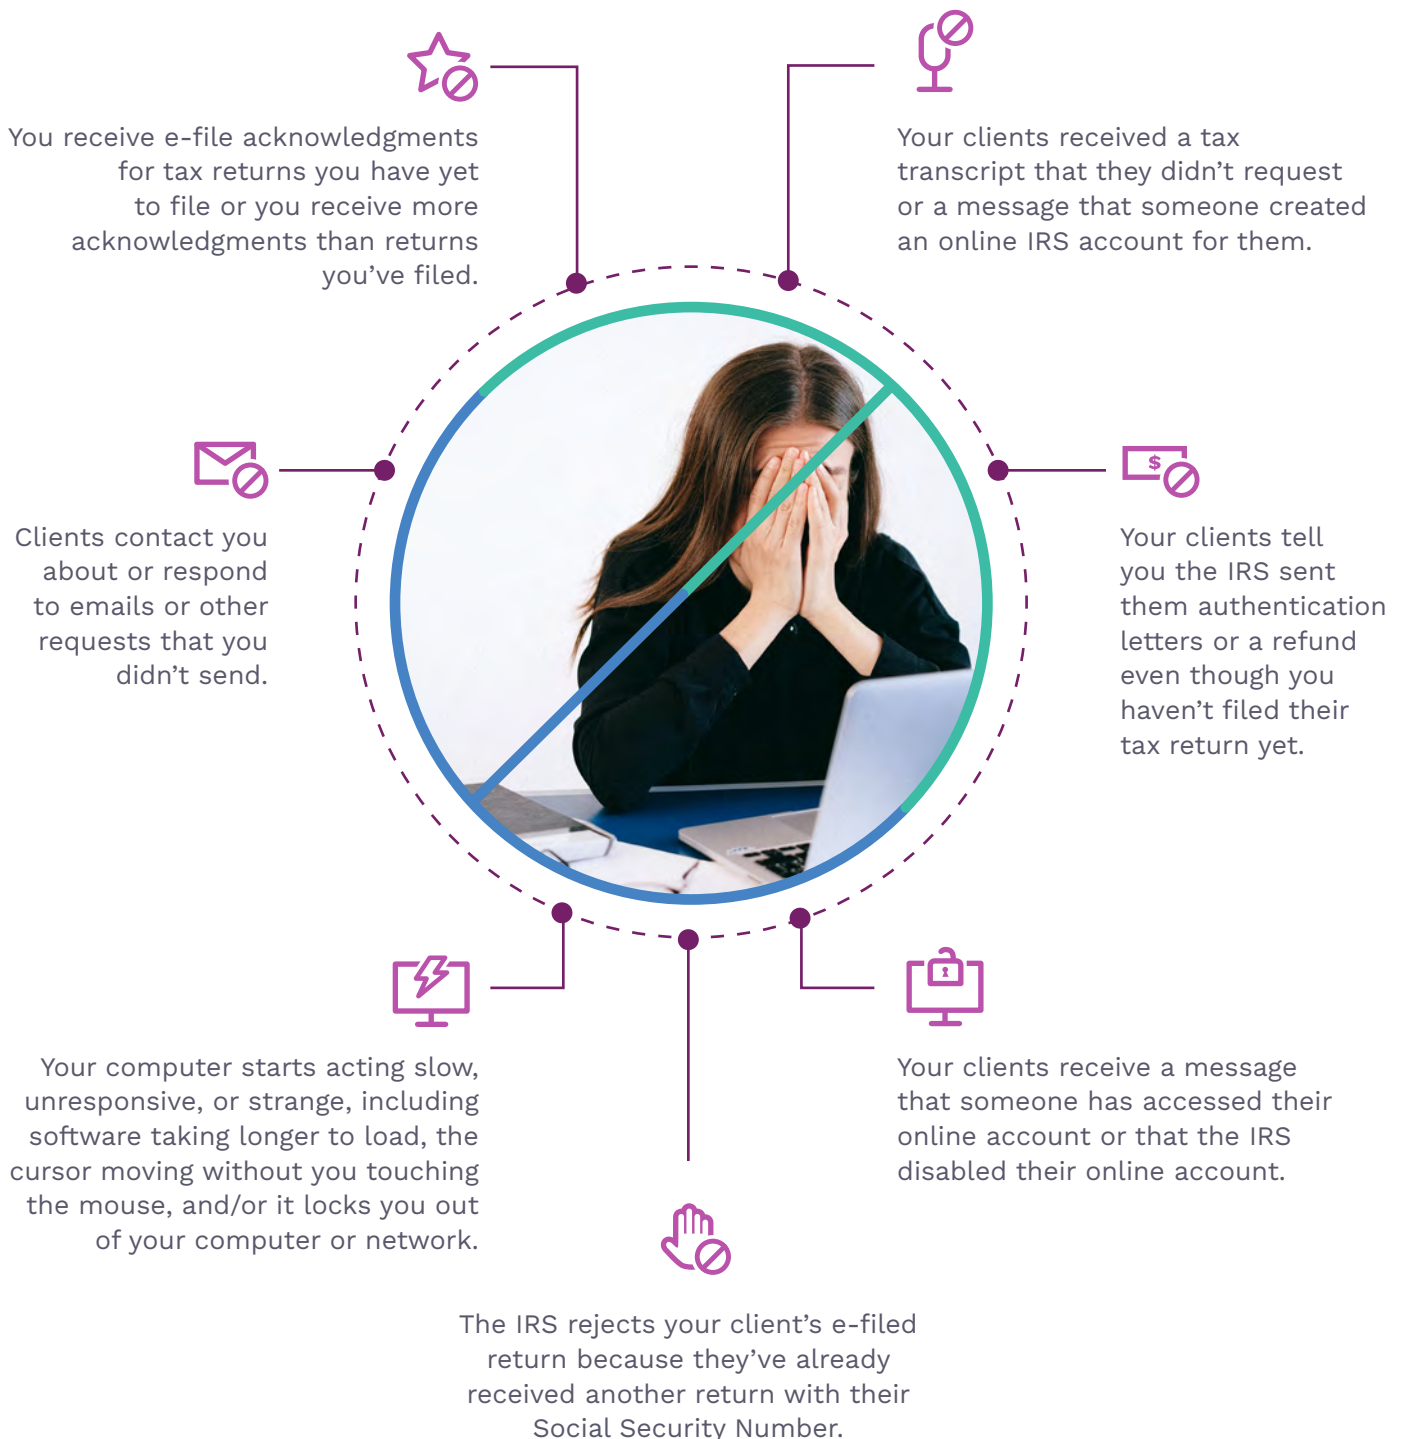 You receive e-file acknowledgments
for tax returns you have yet
to file or you receive more
acknowledgments than returns
you’ve filed.
Your clients received a tax
transcript that they didn’t request
or a message that someone created
an online IRS account for them.
Clients contact you
about or respond
to emails or other
requests that you
didn’t send.
$
Your clients tell
you the IRS sent
them authentication
letters or a refund
even though you
haven’t filed their
tax return yet.
Your computer starts acting slow,
unresponsive, or strange, including
software taking longer to load, the
cursor moving without you touching
the mouse, and/or it locks you out
of your computer or network.
Your clients receive a message
that someone has accessed their
online account or that the IRS
disabled their online account.
The IRS rejects your client’s e-filed
return because they’ve already
received another return with their
Social Security Number.